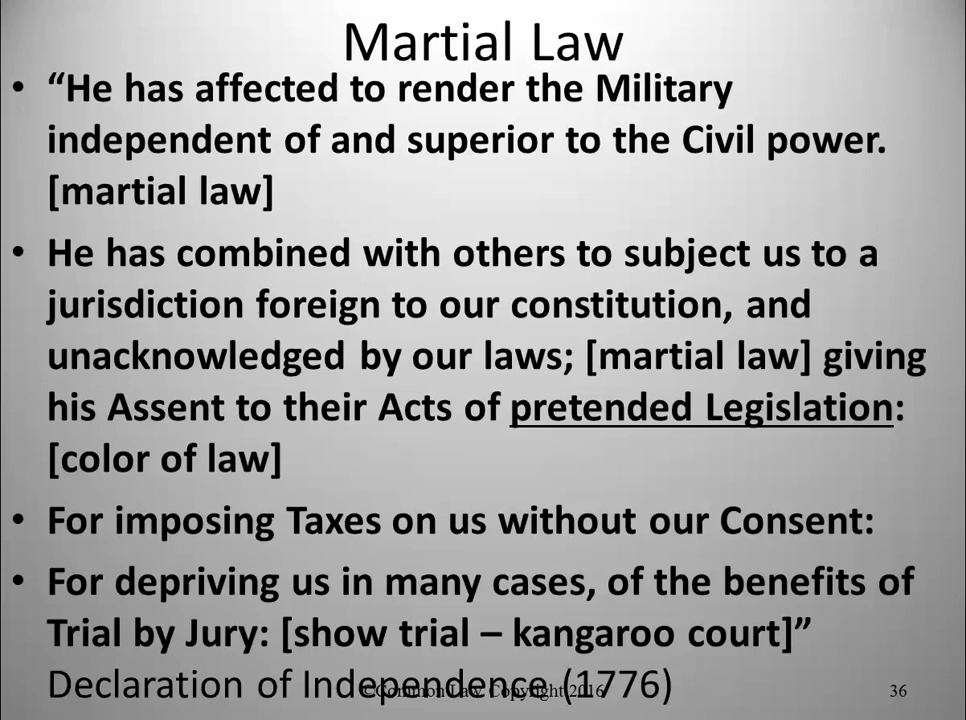 Martial Law
• “He has affected to render the Military
independent of and superior to the Civil power.
[martial law]
• He has combined with others to subject us to a
jurisdiction foreign to our constitution, and
unacknowledged by our laws; [martial law] giving
his Assent to their Acts of pretended Legislation:
[color of law]
• For imposing Taxes on us without our Consent:
• For depriving us in many cases, of the benefits of
Trial by Jury: [show trial – kangaroo court]”
Declaration of Independence (1776)
©Common Law Copyright 2016
36